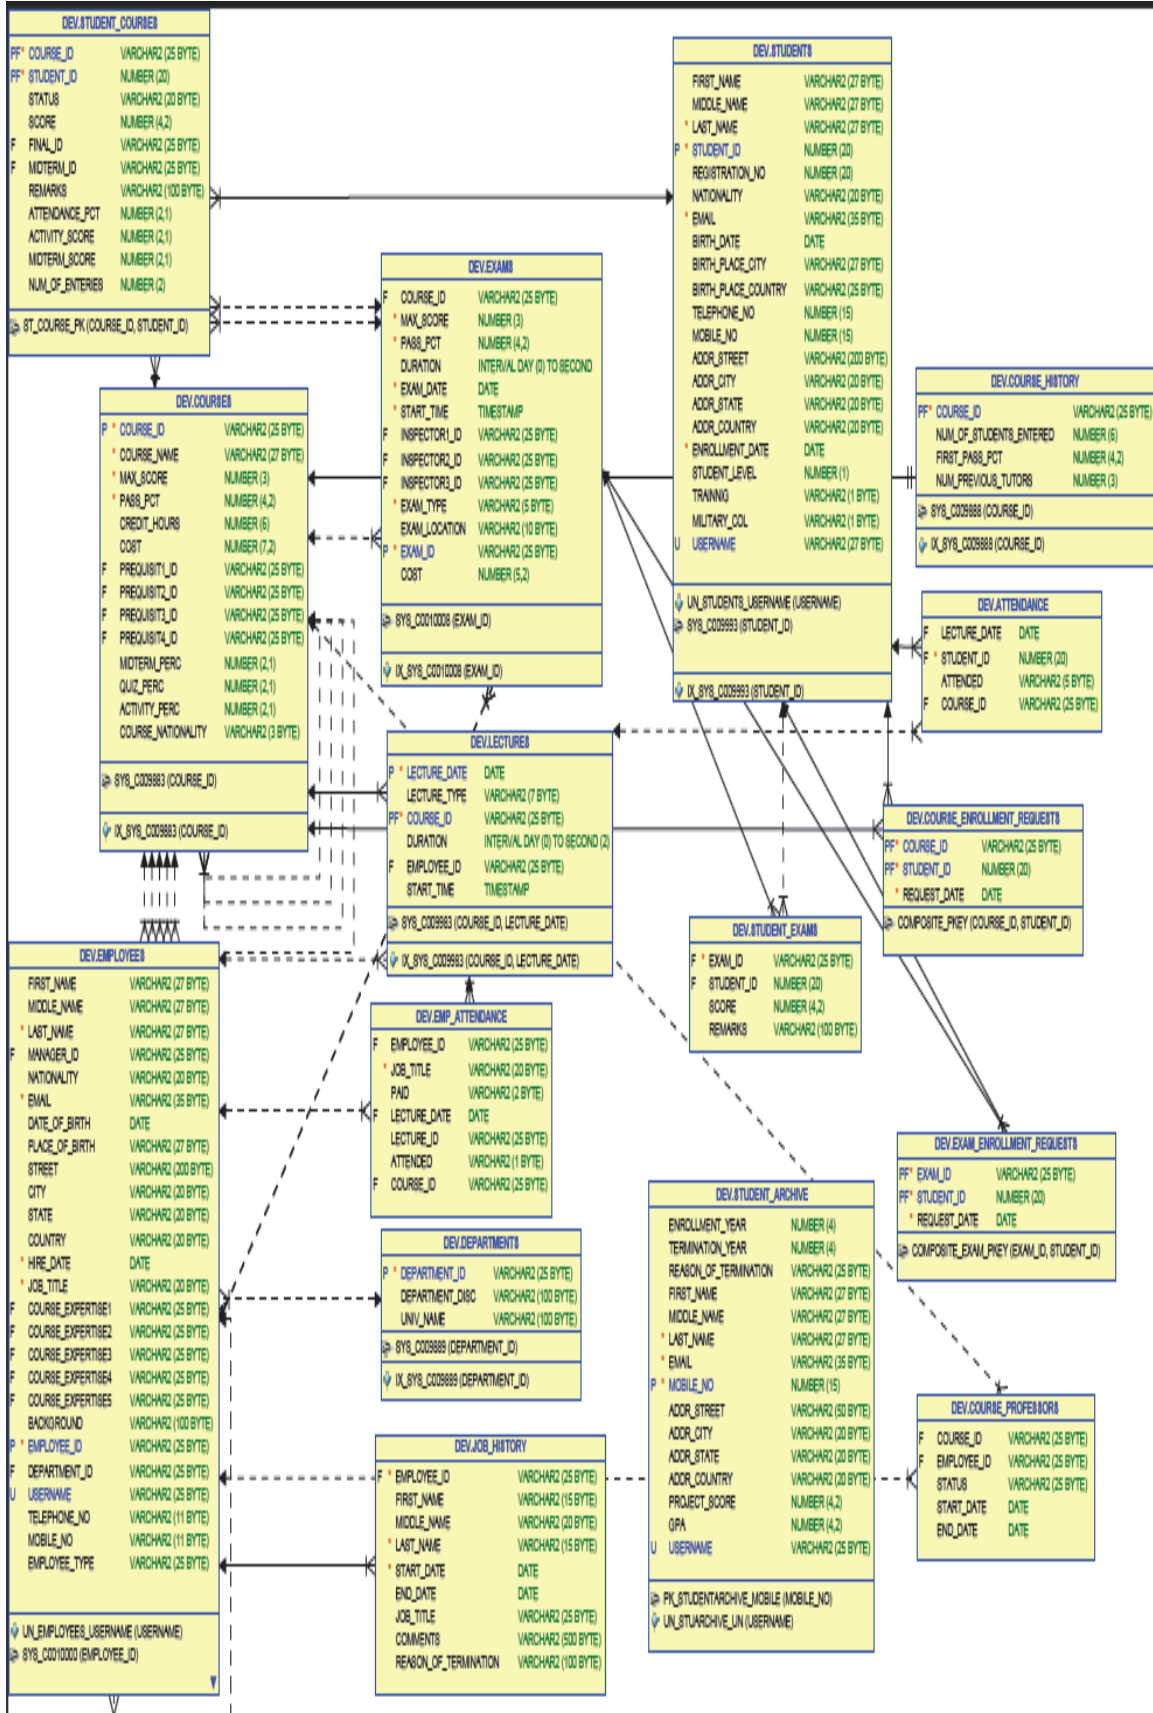 DEV.STUDENT_COURSES
PF* COURSE_ID VARCHAR2 (25 BYTE)
PF* STUDENT_ID NUMBER (20)
STATUS VARCHAR2 (20 BYTE)
SCORE NUMBER (4,2)
F FINAL_ID VARCHAR2 (25 BYTE)
F MIDTERM_ID VARCHAR2 (25 BYTE)
REMARKS VARCHAR2 (100 BYTE)
ATTENDANCE_PCT NUMBER (2,1)
ACTIVITY_SCORE NUMBER (2,1)
MIDTERM_SCORE NUMBER (2,1)
NUM_OF_ENTERIES NUMBER (2)
ST_COURSE_PK (COURSE_ID, STUDENT_ID)
DEV.STUDENTS
FIRST_NAME VARCHAR2 (27 BYTE)
MIDDLE_NAME VARCHAR2 (27 BYTE)
* LAST_NAME VARCHAR2 (27 BYTE)
P * STUDENT_ID NUMBER (20)
REGISTRATION_NO NUMBER (20)
NATIONALITY VARCHAR2 (20 BYTE)
* EMAIL VARCHAR2 (35 BYTE)
BIRTH_DATE DATE
BIRTH_PLACE_CITY VARCHAR2 (27 BYTE)
BIRTH_PLACE_COUNTRY VARCHAR2 (25 BYTE)
TELEPHONE_NO NUMBER (15)
MOBILE_NO NUMBER (15)
ADDR_STREET VARCHAR2 (200 BYTE)
ADDR_CITY VARCHAR2 (20 BYTE)
ADDR_STATE VARCHAR2 (20 BYTE)
ADDR_COUNTRY VARCHAR2 (20 BYTE)
* ENROLLMENT_DATE DATE
STUDENT_LEVEL NUMBER (1)
TRAINNIG VARCHAR2 (1 BYTE)
MILITARY_COL VARCHAR2 (1 BYTE)
U USERNAME VARCHAR2 (27 BYTE)
UN_STUDENTS_USERNAME (USERNAME)
SYS_C009993 (STUDENT_ID)
IX_SYS_C009993 (STUDENT_ID)
DEV.EXAMS
F COURSE_ID VARCHAR2 (25 BYTE)
* MAX_SCORE NUMBER (3)
* PASS_PCT NUMBER (4,2)
DURATION INTERVAL DAY (0) TO SECOND
* EXAM_DATE DATE
* START_TIME TIMESTAMP
F INSPECTOR1_ID VARCHAR2 (25 BYTE)
F INSPECTOR2_ID VARCHAR2 (25 BYTE)
F INSPECTOR3_ID VARCHAR2 (25 BYTE)
* EXAM_TYPE VARCHAR2 (5 BYTE)
EXAM_LOCATION VARCHAR2 (10 BYTE)
P * EXAM_ID VARCHAR2 (25 BYTE)
COST NUMBER (5,2)
SYS_C0010008 (EXAM_ID)
IX_SYS_C0010008 (EXAM_ID)
DEV.COURSE_HISTORY
PF* COURSE_ID VARCHAR2 (25 BYTE)
NUM_OF_STUDENTS_ENTERED NUMBER (6)
FIRST_PASS_PCT NUMBER (4,2)
NUM_PREVIOUS_TUTORS NUMBER (3)
SYS_C009888 (COURSE_ID)
IX_SYS_C009888 (COURSE_ID)
DEV.COURSES
P * COURSE_ID VARCHAR2 (25 BYTE)
* COURSE_NAME VARCHAR2 (27 BYTE)
* MAX_SCORE NUMBER (3)
* PASS_PCT NUMBER (4,2)
CREDIT_HOURS NUMBER (6)
COST NUMBER (7,2)
F PREQUISIT1_ID VARCHAR2 (25 BYTE)
F PREQUISIT2_ID VARCHAR2 (25 BYTE)
F PREQUISIT3_ID VARCHAR2 (25 BYTE)
F PREQUISIT4_ID VARCHAR2 (25 BYTE)
MIDTERM_PERC NUMBER (2,1)
QUIZ_PERC NUMBER (2,1)
ACTIVITY_PERC NUMBER (2,1)
COURSE_NATIONALITY VARCHAR2 (3 BYTE)
SYS_C009883 (COURSE_ID)
IX_SYS_C009883 (COURSE_ID)
DEV.ATTENDANCE
F LECTURE_DATE DATE
F * STUDENT_ID NUMBER (20)
ATTENDED VARCHAR2 (5 BYTE)
F COURSE_ID VARCHAR2 (25 BYTE)
DEV.LECTURES
P * LECTURE_DATE DATE
LECTURE_TYPE VARCHAR2 (7 BYTE)
PF* COURSE_ID VARCHAR2 (25 BYTE)
DURATION INTERVAL DAY (0) TO SECOND (2)
F EMPLOYEE_ID VARCHAR2 (25 BYTE)
START_TIME TIMESTAMP
SYS_C009983 (COURSE_ID, LECTURE_DATE)
IX_SYS_C009983 (COURSE_ID, LECTURE_DATE)
DEV.COURSE_ENROLLMENT_REQUESTS
PF* COURSE_ID VARCHAR2 (25 BYTE)
PF* STUDENT_ID NUMBER (20)
* REQUEST_DATE DATE
COMPOSITE_PKEY (COURSE_ID, STUDENT_ID)
DEV.STUDENT_EXAMS
F * EXAM_ID VARCHAR2 (25 BYTE)
F STUDENT_ID NUMBER (20)
SCORE NUMBER (4,2)
REMARKS VARCHAR2 (100 BYTE)
DEV.EMPLOYEES
FIRST_NAME VARCHAR2 (27 BYTE)
MIDDLE_NAME VARCHAR2 (27 BYTE)
* LAST_NAME VARCHAR2 (27 BYTE)
F MANAGER_ID VARCHAR2 (25 BYTE)
NATIONALITY VARCHAR2 (20 BYTE)
* EMAIL VARCHAR2 (35 BYTE)
DATE_OF_BIRTH DATE
PLACE_OF_BIRTH VARCHAR2 (27 BYTE)
STREET VARCHAR2 (200 BYTE)
CITY VARCHAR2 (20 BYTE)
STATE VARCHAR2 (20 BYTE)
COUNTRY VARCHAR2 (20 BYTE)
* HIRE_DATE DATE
* JOB_TITLE VARCHAR2 (20 BYTE)
F COURSE_EXPERTISE1 VARCHAR2 (25 BYTE)
F COURSE_EXPERTISE2 VARCHAR2 (25 BYTE)
F COURSE_EXPERTISE3 VARCHAR2 (25 BYTE)
F COURSE_EXPERTISE4 VARCHAR2 (25 BYTE)
F COURSE_EXPERTISE5 VARCHAR2 (25 BYTE)
BACKGROUND VARCHAR2 (100 BYTE)
P * EMPLOYEE_ID VARCHAR2 (25 BYTE)
F DEPARTMENT_ID VARCHAR2 (25 BYTE)
U USERNAME VARCHAR2 (25 BYTE)
TELEPHONE_NO VARCHAR2 (11 BYTE)
MOBILE_NO VARCHAR2 (11 BYTE)
EMPLOYEE_TYPE VARCHAR2 (25 BYTE)
UN_EMPLOYEES_USERNAME (USERNAME)
SYS_C0010000 (EMPLOYEE_ID)
DEV.EMP_ATTENDANCE
F EMPLOYEE_ID VARCHAR2 (25 BYTE)
* JOB_TITLE VARCHAR2 (20 BYTE)
PAID VARCHAR2 (2 BYTE)
F LECTURE_DATE DATE
LECTURE_ID VARCHAR2 (25 BYTE)
ATTENDED VARCHAR2 (1 BYTE)
F COURSE_ID VARCHAR2 (25 BYTE)
DEV.EXAM_ENROLLMENT_REQUESTS
PF* EXAM_ID VARCHAR2 (25 BYTE)
PF* STUDENT_ID NUMBER (20)
* REQUEST_DATE DATE
COMPOSITE_EXAM_PKEY (EXAM_ID, STUDENT_ID)
DEV.DEPARTMENTS
P * DEPARTMENT_ID VARCHAR2 (25 BYTE)
DEPARTMENT_DISC VARCHAR2 (100 BYTE)
UNIV_NAME VARCHAR2 (100 BYTE)
SYS_C009889 (DEPARTMENT_ID)
IX_SYS_C009889 (DEPARTMENT_ID)
DEV.STUDENT_ARCHIVE
ENROLLMENT_YEAR NUMBER (4)
TERMINATION_YEAR NUMBER (4)
REASON_OF_TERMINATION VARCHAR2 (25 BYTE)
FIRST_NAME VARCHAR2 (27 BYTE)
MIDDLE_NAME VARCHAR2 (27 BYTE)
* LAST_NAME VARCHAR2 (27 BYTE)
* EMAIL VARCHAR2 (35 BYTE)
P * MOBILE_NO NUMBER (15)
ADDR_STREET VARCHAR2 (50 BYTE)
ADDR_CITY VARCHAR2 (20 BYTE)
ADDR_STATE VARCHAR2 (20 BYTE)
ADDR_COUNTRY VARCHAR2 (20 BYTE)
PROJECT_SCORE NUMBER (4,2)
GPA NUMBER (4,2)
U USERNAME VARCHAR2 (25 BYTE)
PK_STUDENTARCHIVE_MOBILE (MOBILE_NO)
UN_STUARCHIVE_UN (USERNAME)
DEV.COURSE_PROFESSORS
F COURSE_ID VARCHAR2 (25 BYTE)
F EMPLOYEE_ID VARCHAR2 (25 BYTE)
STATUS VARCHAR2 (25 BYTE)
START_DATE DATE
END_DATE DATE
DEV.JOB_HISTORY
F * EMPLOYEE_ID VARCHAR2 (25 BYTE)
FIRST_NAME VARCHAR2 (15 BYTE)
MIDDLE_NAME VARCHAR2 (20 BYTE)
* LAST_NAME VARCHAR2 (15 BYTE)
* START_DATE DATE
END_DATE DATE
JOB_TITLE VARCHAR2 (25 BYTE)
COMMENTS VARCHAR2 (500 BYTE)
REASON_OF_TERMINATION VARCHAR2 (100 BYTE)